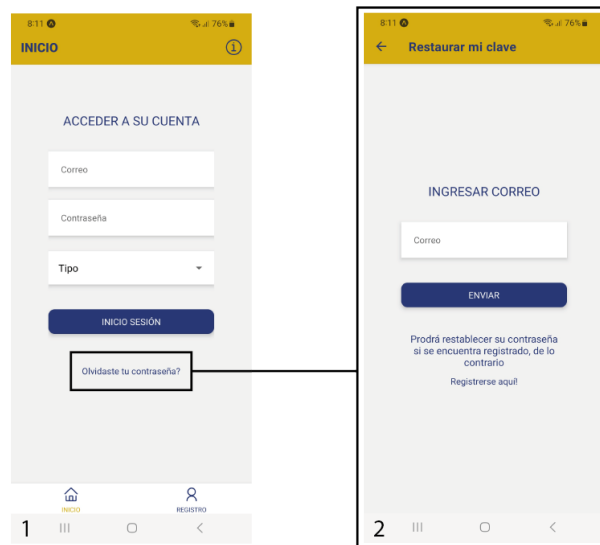 8:11 76%
INICIO
ACCEDER A SU CUENTA
Correo
Contraseña
Tipo
INICIO SESIÓN
Olvidaste tu contraseña?
INICIO
REGISTRO
1
8:11 76%
Restaurar mi clave
INGRESAR CORREO
Correo
ENVIAR
Prodrá restablecer su contraseña
si se encuentra registrado, de lo
contrario
Registrerse aquí!
2